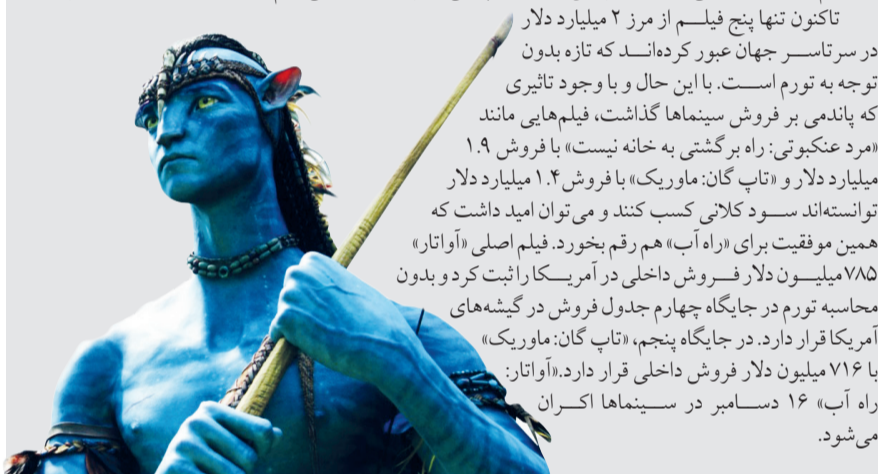 تاکنون تنها پنج فیلم از مرز ۲ میلیارد دلار
در سرتاسر جهان عبور کرده‌اند که تازه بدون
توجه به تورم است. با این حال و با وجود تاثیری
که پاندمی بر فروش سینماها گذاشت، فیلم‌هایی مانند
«مرد عنکبوتی: راه برگشتی به خانه نیست» با فروش ۱.۹
میلیارد دلار و «تاپ گان: ماوریک» با فروش ۱.۴ میلیارد دلار
توانسته‌اند سود کلانی کسب کنند و می‌توان امید داشت که
همین موفقیت برای «راه آب» هم رقم بخورد. فیلم اصلی «آواتار»
۷۸۵ میلیون دلار فروش داخلی در آمریکا را ثبت کرد و بدون
محاسبه تورم در جایگاه چهارم جدول فروش در گیشه‌های
آمریکا قرار دارد. در جایگاه پنجم، «تاپ گان: ماوریک»
با ۷۱۶ میلیون دلار فروش داخلی قرار دارد.«آواتار:
راه آب» ۱۶ دسامبر در سینماها اکران
می‌شود.